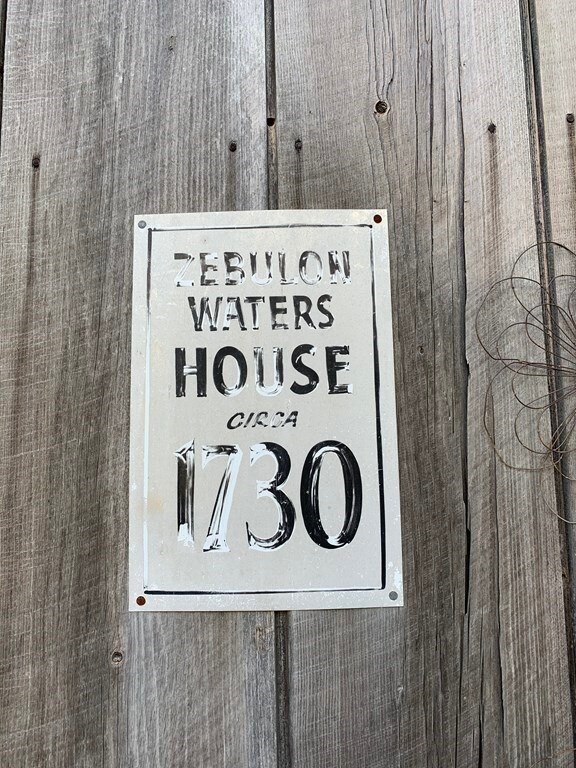 ZEBULON
WATERS
HOUSE
CIRCA
1730